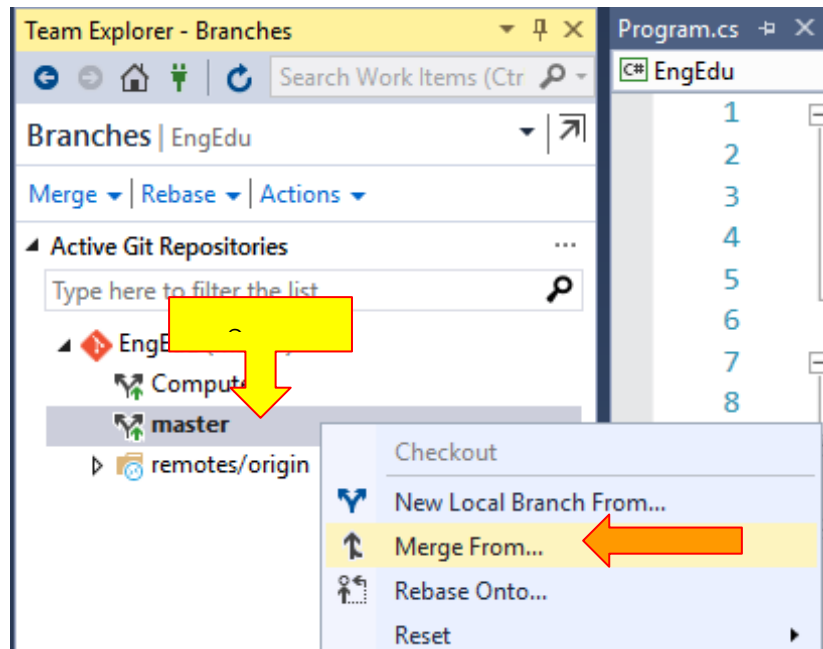 Team Explorer - Branches
Program.cs
Search Work Items (Ctr
C# EngEdu
Branches | EngEdu
Merge | Rebase | Actions
Active Git Repositories
...
Type here to filter the list
master
remotes/origin
1
2
3
4
5
6
7
8
Checkout
New Local Branch From...
Merge From...
Rebase Onto...
Reset